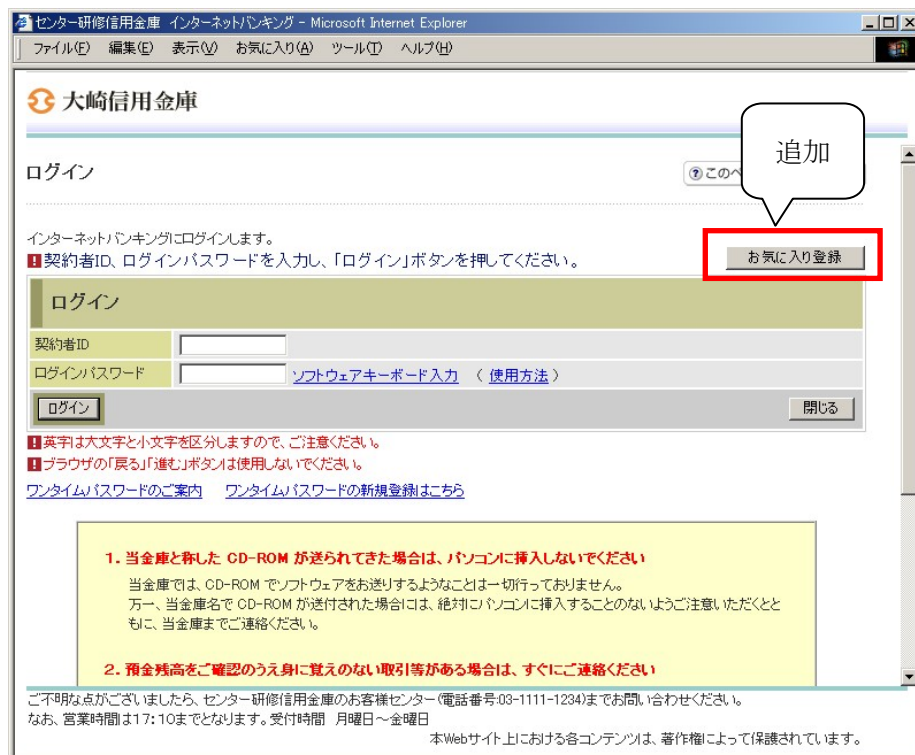 センター研修信用金庫 インターネットバンキング - Microsoft Internet Explorer
ファイル(F) 編集(E) 表示(V) お気に入り(A) ツール(T) ヘルプ(H)
大崎信用金庫
追加
ログイン
このペ
インターネットバンキングにログインします。
契約者ID、ログインパスワードを入力し、「ログイン」ボタンを押してください。
お気に入り登録
ログイン
契約者ID
ログインパスワード ソフトウェアキーボード入力 (使用方法)
ログイン 閉じる
英字は大文字と小文字を区分しますので、ご注意ください。
ブラウザの「戻る」「進む」ボタンは使用しないでください。
ワンタイムパスワードのご案内 ワンタイムパスワードの新規登録はこちら
1. 当金庫と称した CD-ROM が送られてきた場合は、パソコンに挿入しないでください
当金庫では、CD-ROM でソフトウェアをお送りするようなことは一切行っておりません。
万一、当金庫名で CD-ROM が送付された場合には、絶対にパソコンに挿入することのないようご注意いただくとと
もに、当金庫までご連絡ください。
2. 預金残高をご確認のうえ身に覚えのない取引等がある場合は、すぐにご連絡ください
ご不明な点がございましたら、センター研修信用金庫のお客様センター(電話番号:03-1111-1234)までお問い合わせください。
なお、営業時間は17:10までとなります。受付時間 月曜日～金曜日
本Webサイト上における各コンテンツは、著作権によって保護されています。